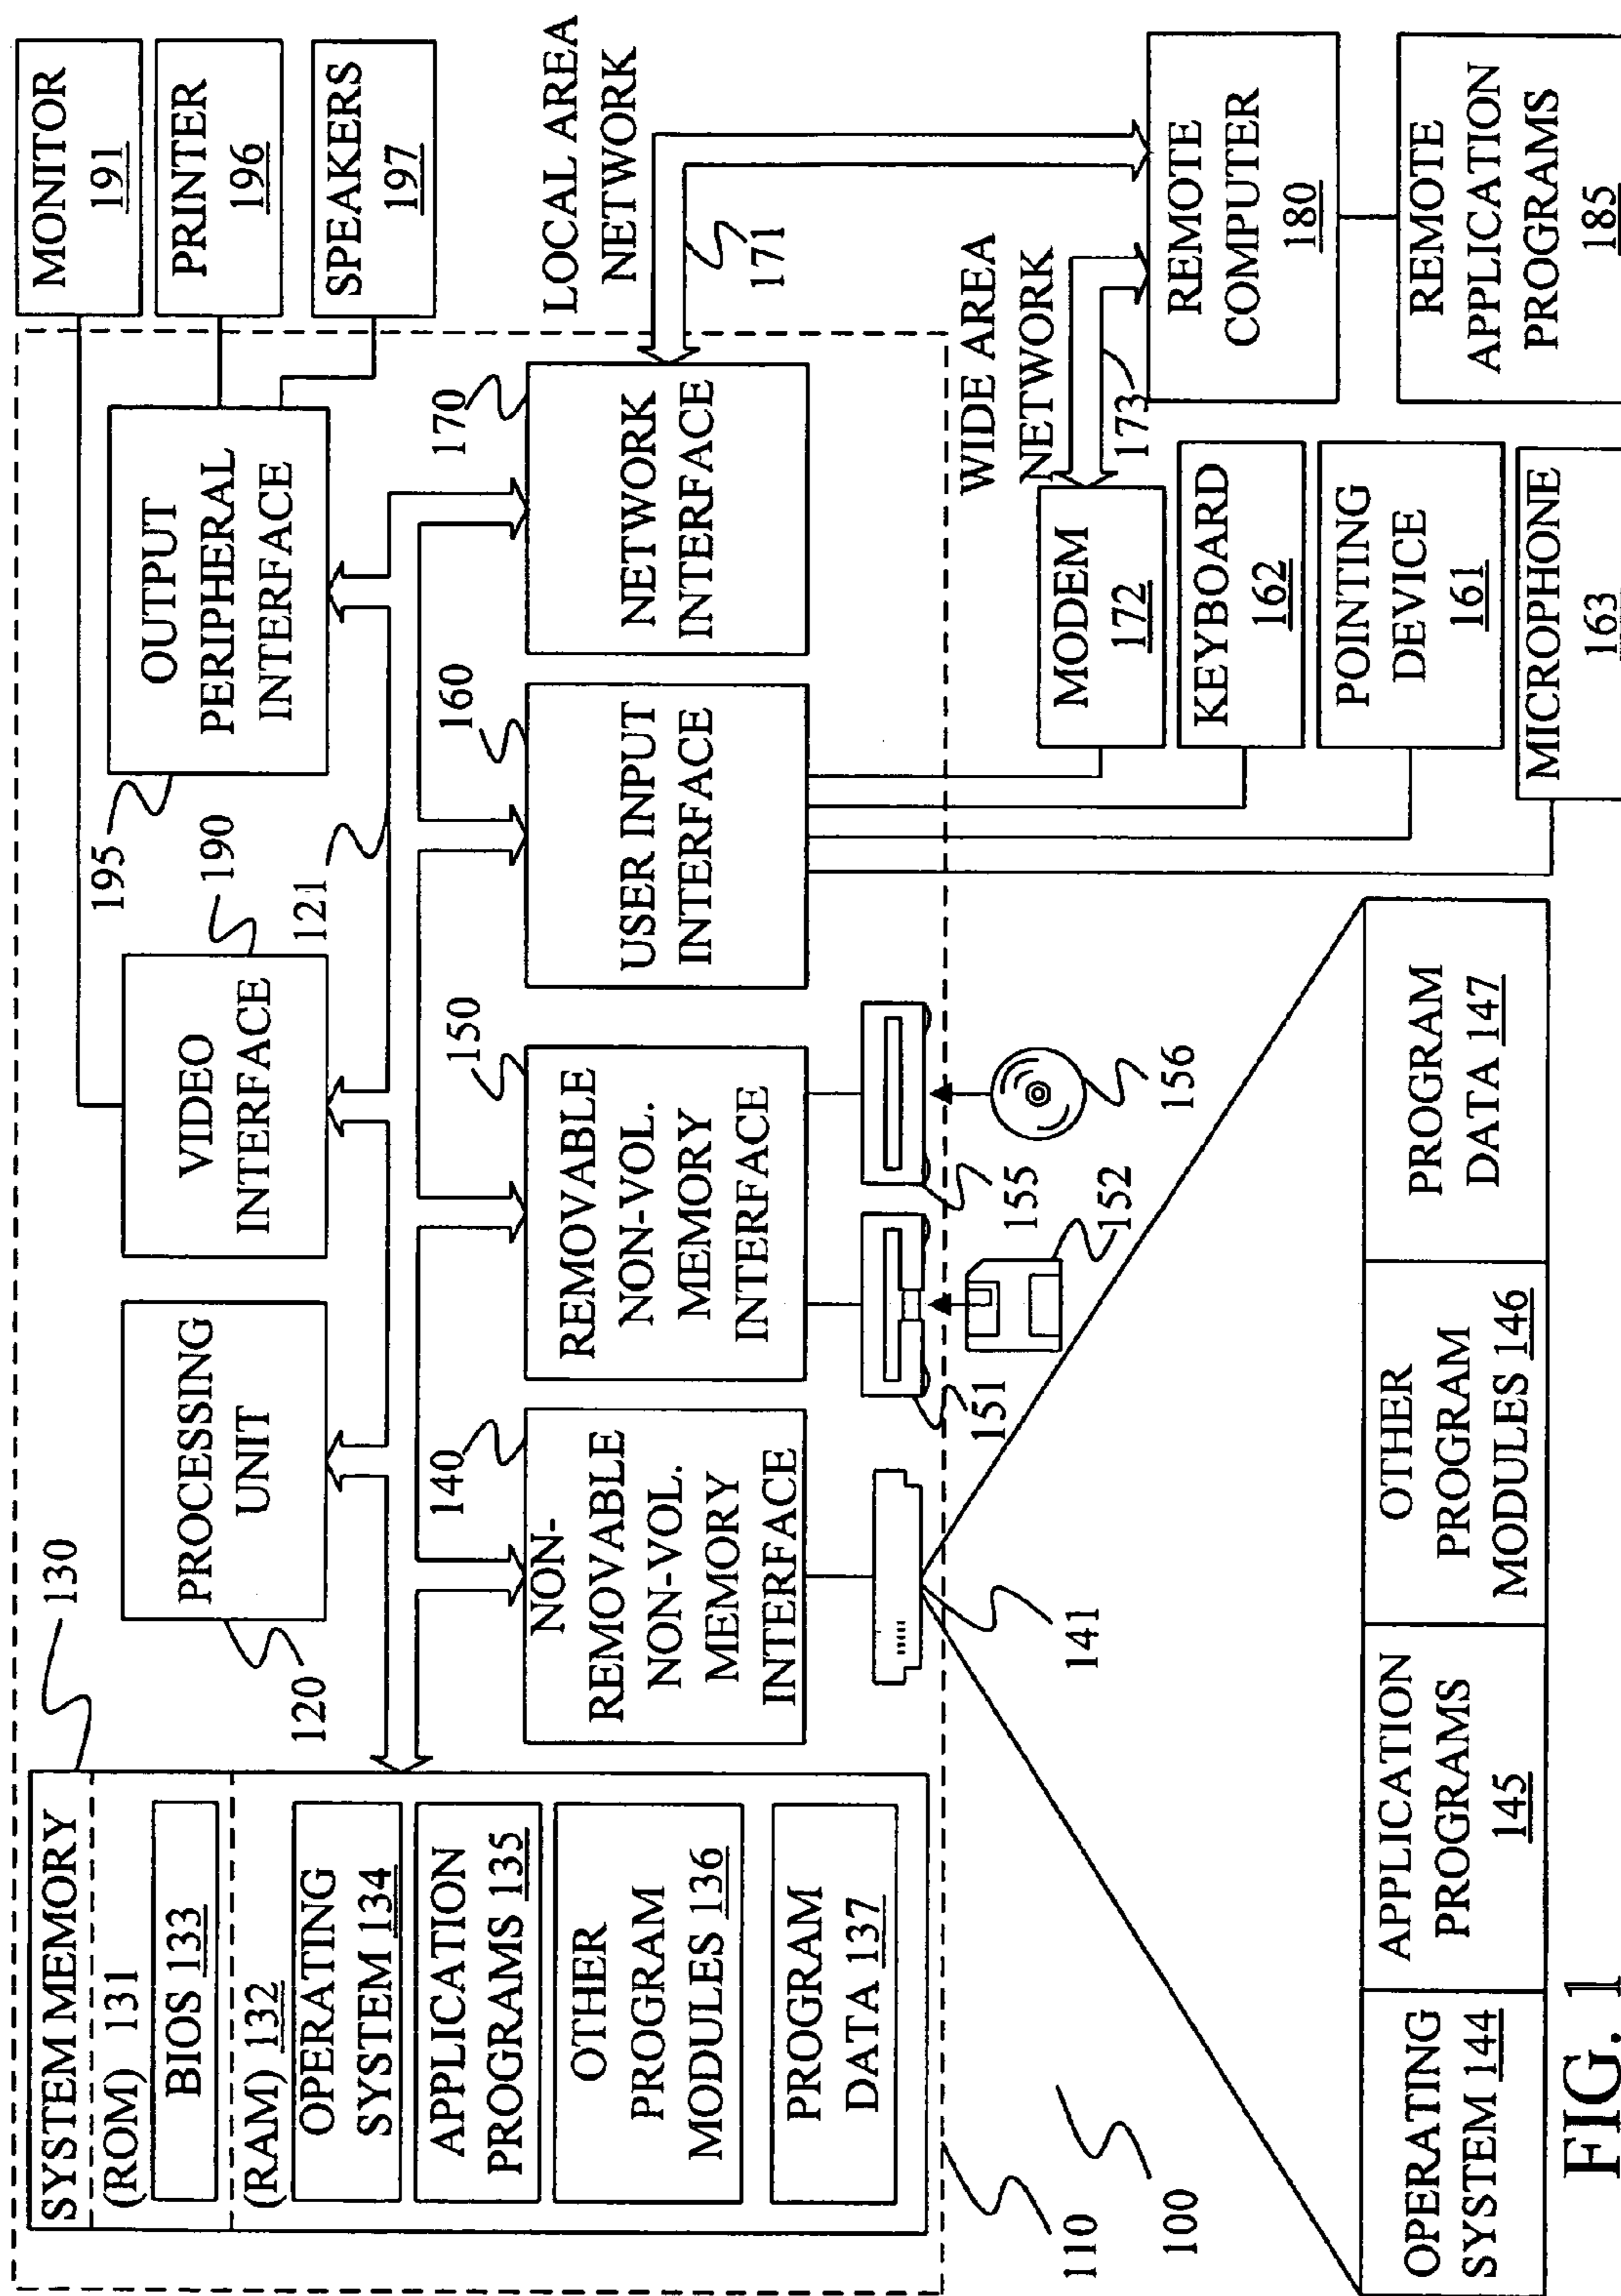 SYSTEM MEMORY
(ROM) 131
BIOS 133
(RAM) 132
OPERATING
SYSTEM 134
APPLICATION
PROGRAMS 135
OTHER
PROGRAM
MODULES 136
PROGRAM
DATA 137
130
PROCESSING
UNIT
120
VIDEO
INTERFACE
190
121
OUTPUT
PERIPHERAL
INTERFACE
195
MONITOR
191
PRINTER
196
SPEAKERS
197
NON-
REMOVABLE
NON-VOL.
MEMORY
INTERFACE
140
REMOVABLE
NON-VOL.
MEMORY
INTERFACE
150
USER INPUT
INTERFACE
160
NETWORK
INTERFACE
170
LOCAL AREA
NETWORK
171
141
151
152
155
156
WIDE AREA
NETWORK
173
MODEM
172
KEYBOARD
162
POINTING
DEVICE
161
MICROPHONE
163
REMOTE
COMPUTER
180
REMOTE
APPLICATION
PROGRAMS
185
110
100
OPERATING
SYSTEM 144
APPLICATION
PROGRAMS
145
OTHER
PROGRAM
MODULES 146
PROGRAM
DATA 147
FIG. 1